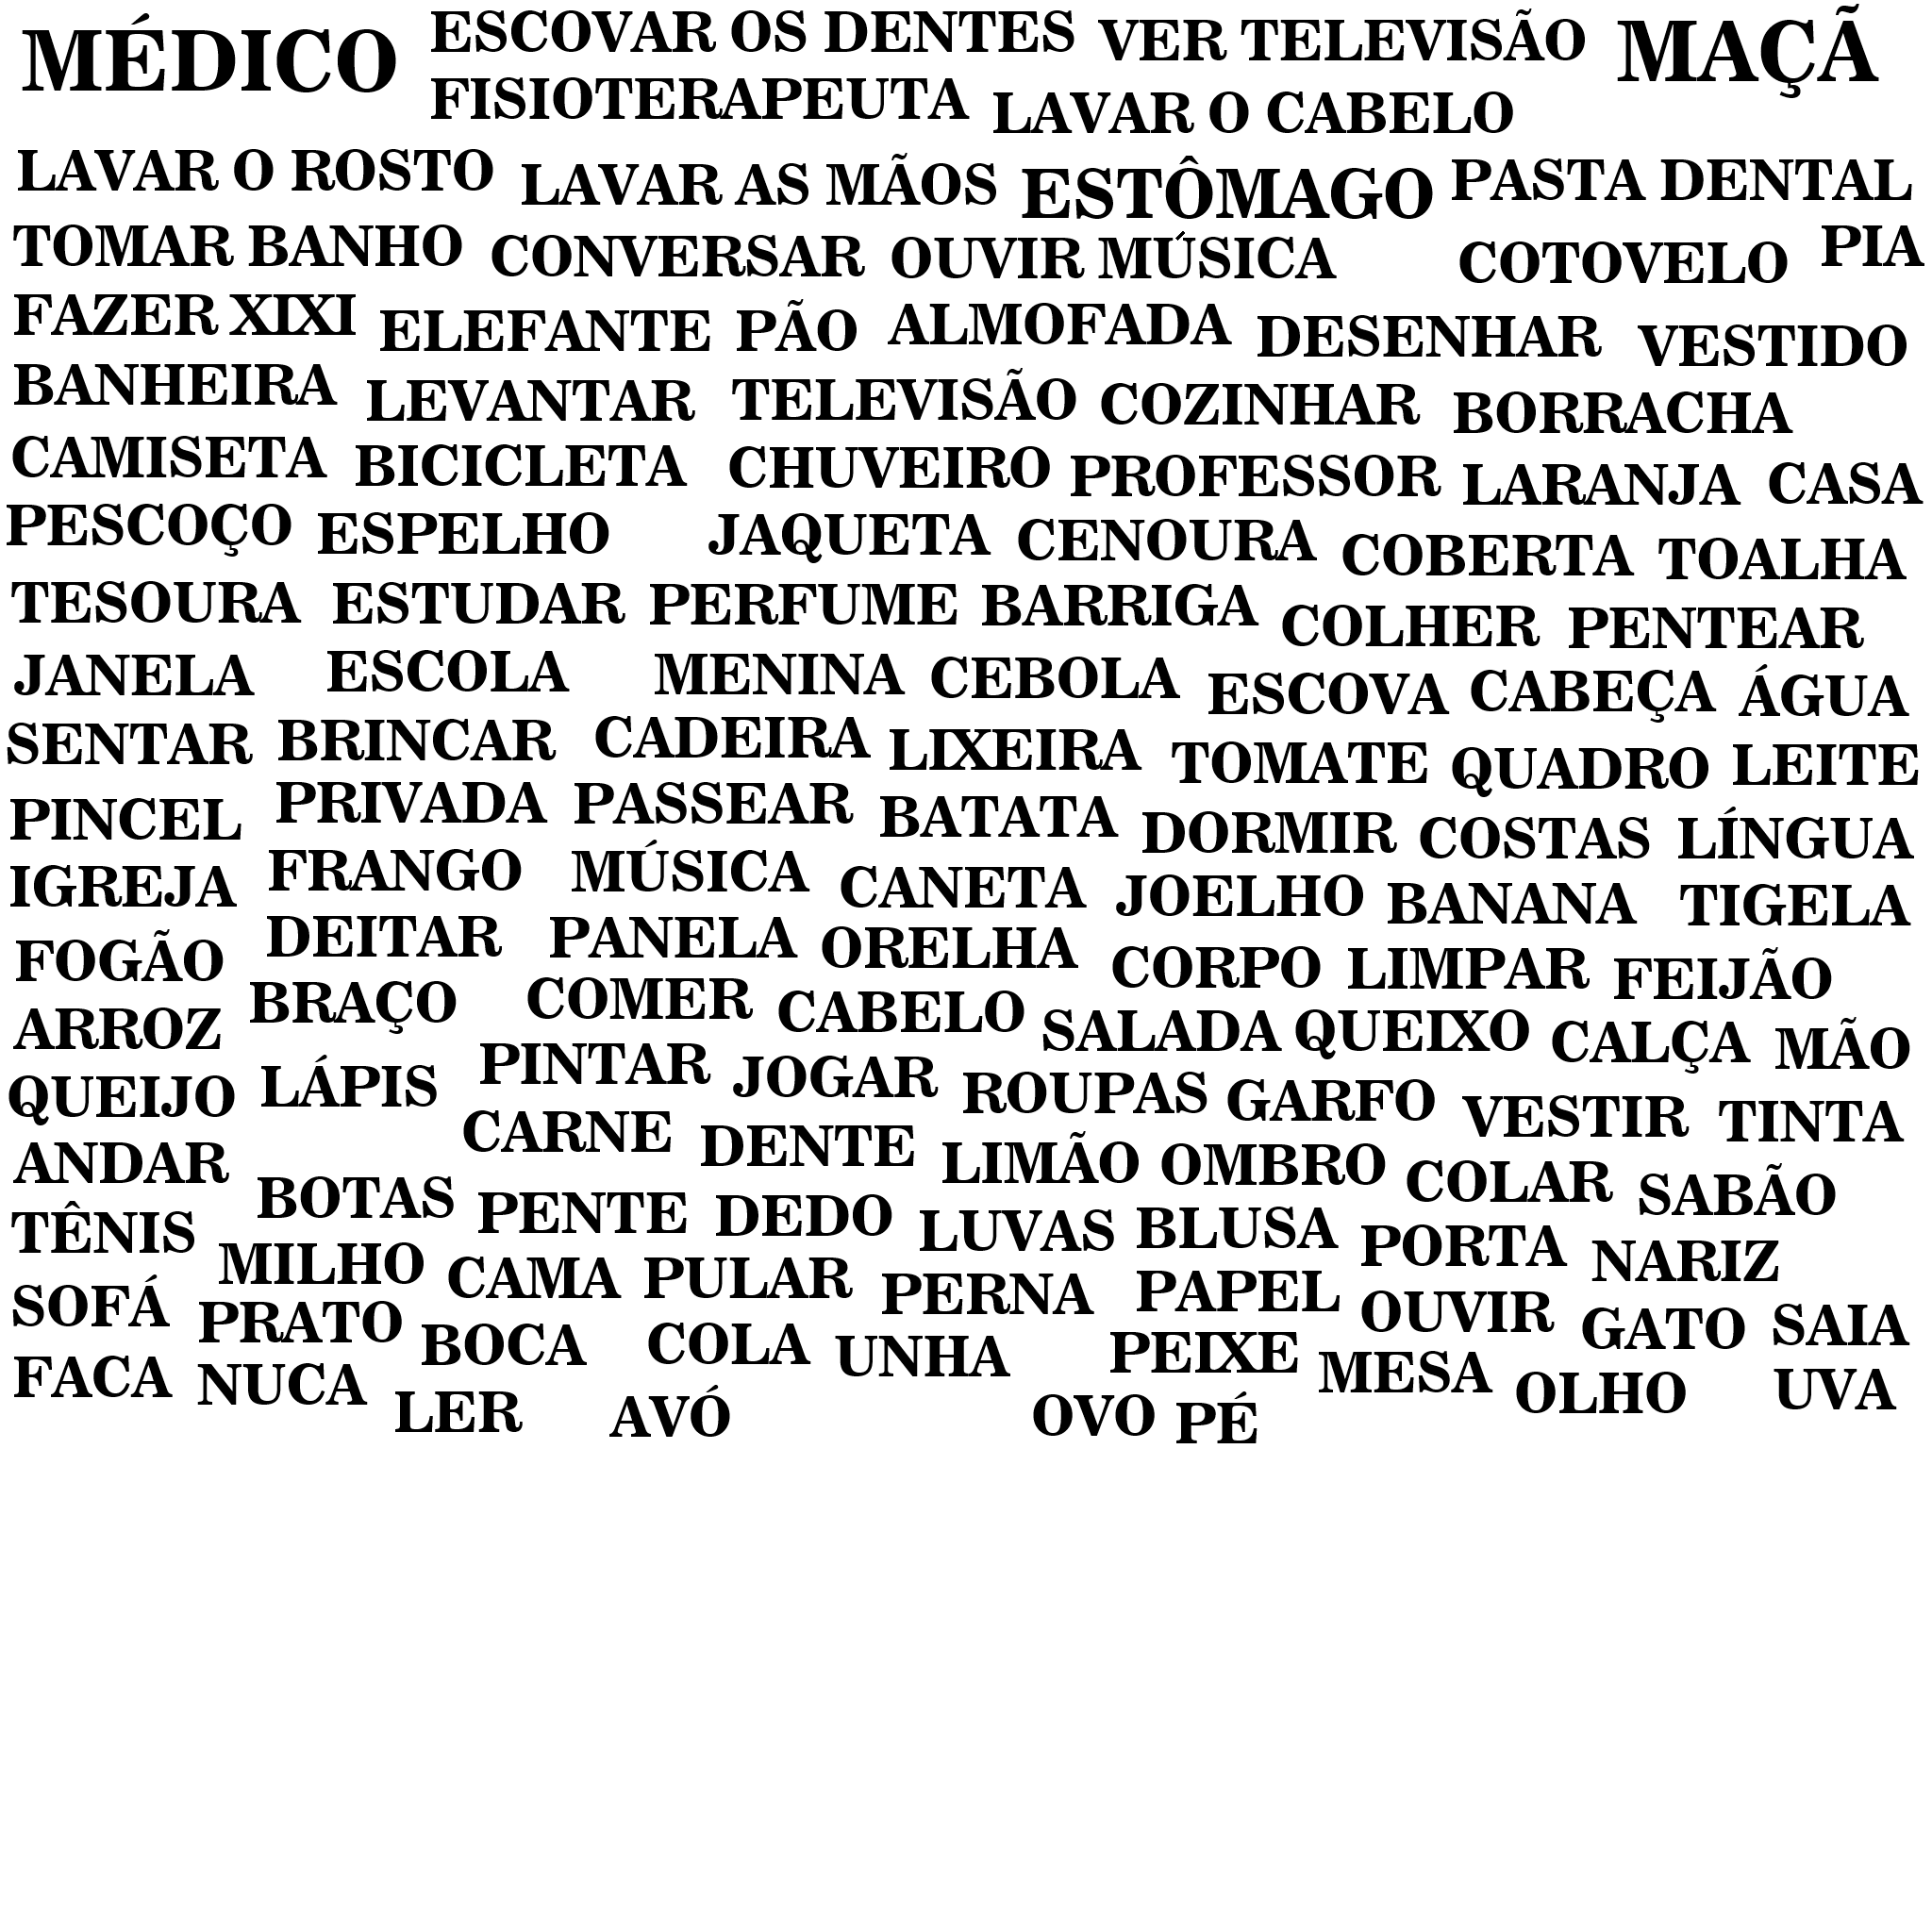 MÉDICO ESCOVAR OS DENTES VER TELEVISÃO MAÇÃ
FISIOTERAPEUTA LAVAR O CABELO
LAVAR O ROSTO LAVAR AS MÃOS ESTÔMAGO PASTA DENTAL
TOMAR BANHO CONVERSAR OUVIR MÚSICA COTOVELO PIA
FAZER XIXI ELEFANTE PÃO ALMOFADA DESENHAR VESTIDO
BANHEIRA LEVANTAR TELEVISÃO COZINHAR BORRACHA
CAMISETA BICICLETA CHUVEIRO PROFESSOR LARANJA CASA
PESCOÇO ESPELHO JAQUETA CENOURA COBERTA TOALHA
TESOURA ESTUDAR PERFUME BARRIGA COLHER PENTEAR
JANELA ESCOLA MENINA CEBOLA ESCOVA CABEÇA ÁGUA
SENTAR BRINCAR CADEIRA LIXEIRA TOMATE QUADRO LEITE
PINCEL PRIVADA PASSEAR BATATA DORMIR COSTAS LÍNGUA
IGREJA FRANGO MÚSICA CANETA JOELHO BANANA TIGELA
FOGÃO DEITAR PANELA ORELHA CORPO LIMPAR FEIJÃO
ARROZ BRAÇO COMER CABELO SALADA QUEIXO CALÇA MÃO
QUEIJO LÁPIS PINTAR JOGAR ROUPAS GARFO VESTIR TINTA
ANDAR CARNE DENTE LIMÃO OMBRO COLAR SABÃO
TÊNIS BOTAS PENTE DEDO LUVAS BLUSA PORTA NARIZ
SOFÁ MILHO CAMA PULAR PERNA PAPEL OUVIR GATO SAIA
FACA PRATO BOCA COLA UNHA PEIXE MESA OLHO UVA
NUCA LER AVÓ OVO PÉ